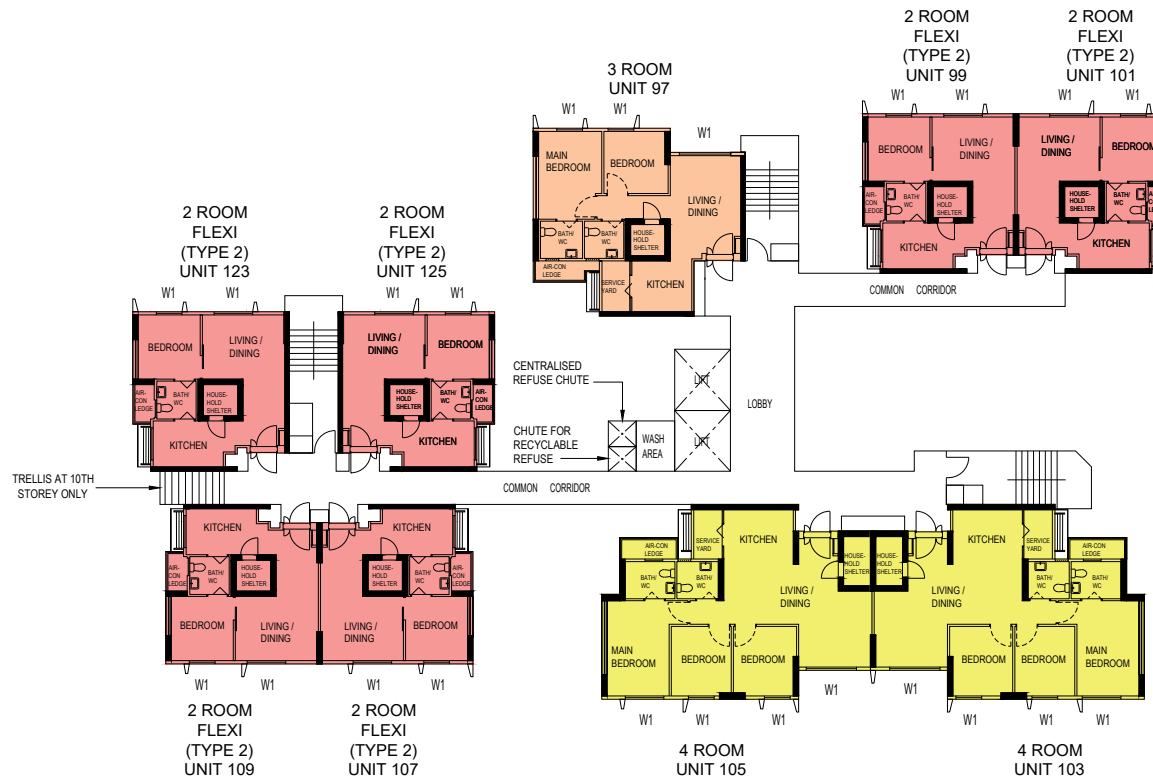 2 ROOM
FLEXI
(TYPE 2)
UNIT 99
2 ROOM
FLEXI
(TYPE 2)
UNIT 101
3 ROOM
UNIT 97
W1
W1
W1
W1
W1
W1
W1
MAIN
BEDROOM
BEDROOM
LIVING /
DINING
BATH/
WC
BATH/
WC
HOUSE-
HOLD
SHELTER
AIR-CON
LEDGE
SERVICE
YARD
KITCHEN
BEDROOM
LIVING /
DINING
AIR-
CON
LEDGE
BATH/
WC
HOUSE-
HOLD
SHELTER
KITCHEN
LIVING /
DINING
BEDROOM
HOUSE-
HOLD
SHELTER
BATH/
WC
AIR-
CON
LEDGE
KITCHEN
COMMON CORRIDOR
2 ROOM
FLEXI
(TYPE 2)
UNIT 123
2 ROOM
FLEXI
(TYPE 2)
UNIT 125
W1
W1
W1
W1
BEDROOM
LIVING /
DINING
AIR-
CON
LEDGE
BATH/
WC
HOUSE-
HOLD
SHELTER
KITCHEN
LIVING /
DINING
BEDROOM
HOUSE-
HOLD
SHELTER
BATH/
WC
AIR-
CON
LEDGE
KITCHEN
CENTRALISED
REFUSE CHUTE
CHUTE FOR
RECYCLABLE
REFUSE
WASH
AREA
LIFT
LIFT
LOBBY
TRELLIS AT 10TH
STOREY ONLY
COMMON CORRIDOR
KITCHEN
AIR-
CON
LEDGE
BATH/
WC
HOUSE-
HOLD
SHELTER
BEDROOM
LIVING /
DINING
KITCHEN
HOUSE-
HOLD
SHELTER
BATH/
WC
AIR-
CON
LEDGE
LIVING /
DINING
BEDROOM
W1
W1
W1
W1
2 ROOM
FLEXI
(TYPE 2)
UNIT 109
2 ROOM
FLEXI
(TYPE 2)
UNIT 107
AIR-CON
LEDGE
SERVICE
YARD
KITCHEN
BATH/
WC
BATH/
WC
HOUSE-
HOLD
SHELTER
LIVING /
DINING
MAIN
BEDROOM
BEDROOM
BEDROOM
W1
W1
W1
W1
4 ROOM
UNIT 105
HOUSE-
HOLD
SHELTER
KITCHEN
SERVICE
YARD
AIR-CON
LEDGE
BATH/
WC
BATH/
WC
LIVING /
DINING
BEDROOM
BEDROOM
MAIN
BEDROOM
W1
W1
W1
W1
4 ROOM
UNIT 103